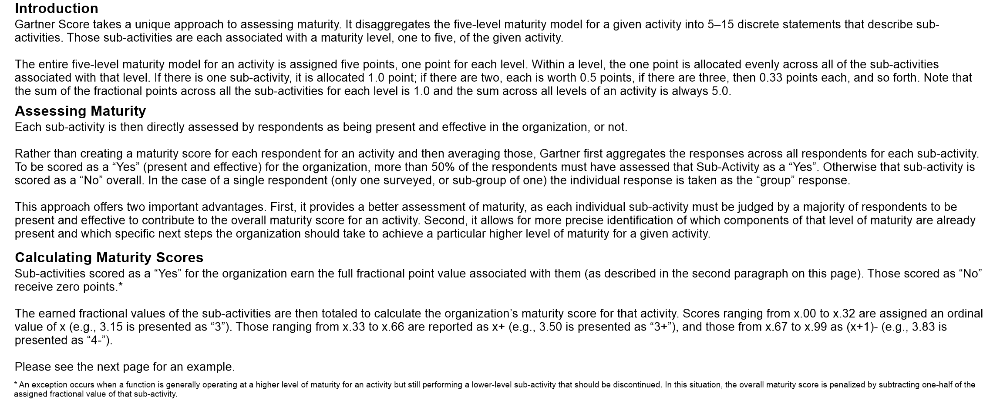 Introduction
Gartner Score takes a unique approach to assessing maturity. It disaggregates the five-level maturity model for a given activity into 5–15 discrete statements that describe sub-
activities. Those sub-activities are each associated with a maturity level, one to five, of the given activity.
The entire five-level maturity model for an activity is assigned five points, one point for each level. Within a level, the one point is allocated evenly across all of the sub-activities
associated with that level. If there is one sub-activity, it is allocated 1.0 point; if there are two, each is worth 0.5 points, if there are three, then 0.33 points each, and so forth. Note that
the sum of the fractional points across all the sub-activities for each level is 1.0 and the sum across all levels of an activity is always 5.0.
Assessing Maturity
Each sub-activity is then directly assessed by respondents as being present and effective in the organization, or not.
Rather than creating a maturity score for each respondent for an activity and then averaging those, Gartner first aggregates the responses across all respondents for each sub-activity.
To be scored as a “Yes” (present and effective) for the organization, more than 50% of the respondents must have assessed that Sub-Activity as a “Yes”. Otherwise that sub-activity is
scored as a “No” overall. In the case of a single respondent (only one surveyed, or sub-group of one) the individual response is taken as the “group” response.
This approach offers two important advantages. First, it provides a better assessment of maturity, as each individual sub-activity must be judged by a majority of respondents to be
present and effective to contribute to the overall maturity score for an activity. Second, it allows for more precise identification of which components of that level of maturity are already
present and which specific next steps the organization should take to achieve a particular higher level of maturity for a given activity.
Calculating Maturity Scores
Sub-activities scored as a “Yes” for the organization earn the full fractional point value associated with them (as described in the second paragraph on this page). Those scored as “No”
receive zero points.*
The earned fractional values of the sub-activities are then totaled to calculate the organization’s maturity score for that activity. Scores ranging from x.00 to x.32 are assigned an ordinal
value of x (e.g., 3.15 is presented as “3”). Those ranging from x.33 to x.66 are reported as x+ (e.g., 3.50 is presented as “3+”), and those from x.67 to x.99 as (x+1)- (e.g., 3.83 is
presented as “4-”).
Please see the next page for an example.
* An exception occurs when a function is generally operating at a higher level of maturity for an activity but still performing a lower-level sub-activity that should be discontinued. In this situation, the overall maturity score is penalized by subtracting one-half of the
assigned fractional value of that sub-activity.